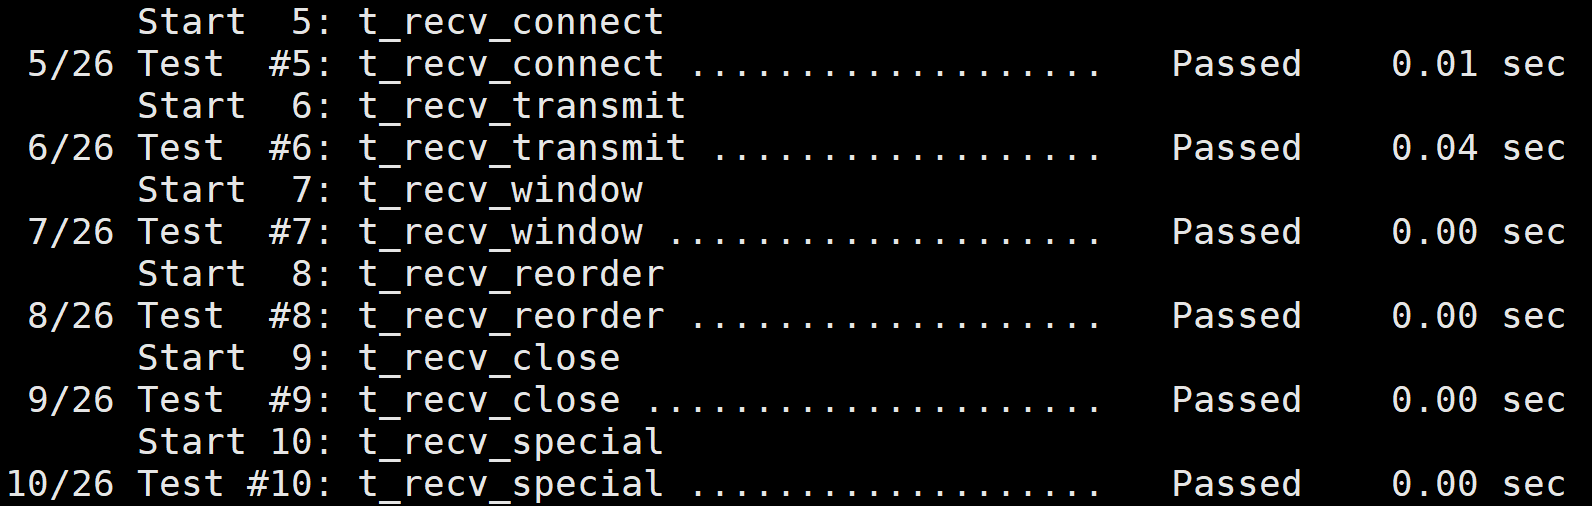 Start  5: t_recv_connect
 5/26 Test  #5: t_recv_connect ...................   Passed    0.01 sec
      Start  6: t_recv_transmit
 6/26 Test  #6: t_recv_transmit ..................   Passed    0.04 sec
      Start  7: t_recv_window
 7/26 Test  #7: t_recv_window ....................   Passed    0.00 sec
      Start  8: t_recv_reorder
 8/26 Test  #8: t_recv_reorder ...................   Passed    0.00 sec
      Start  9: t_recv_close
 9/26 Test  #9: t_recv_close .....................   Passed    0.00 sec
      Start 10: t_recv_special
10/26 Test #10: t_recv_special ...................   Passed    0.00 sec